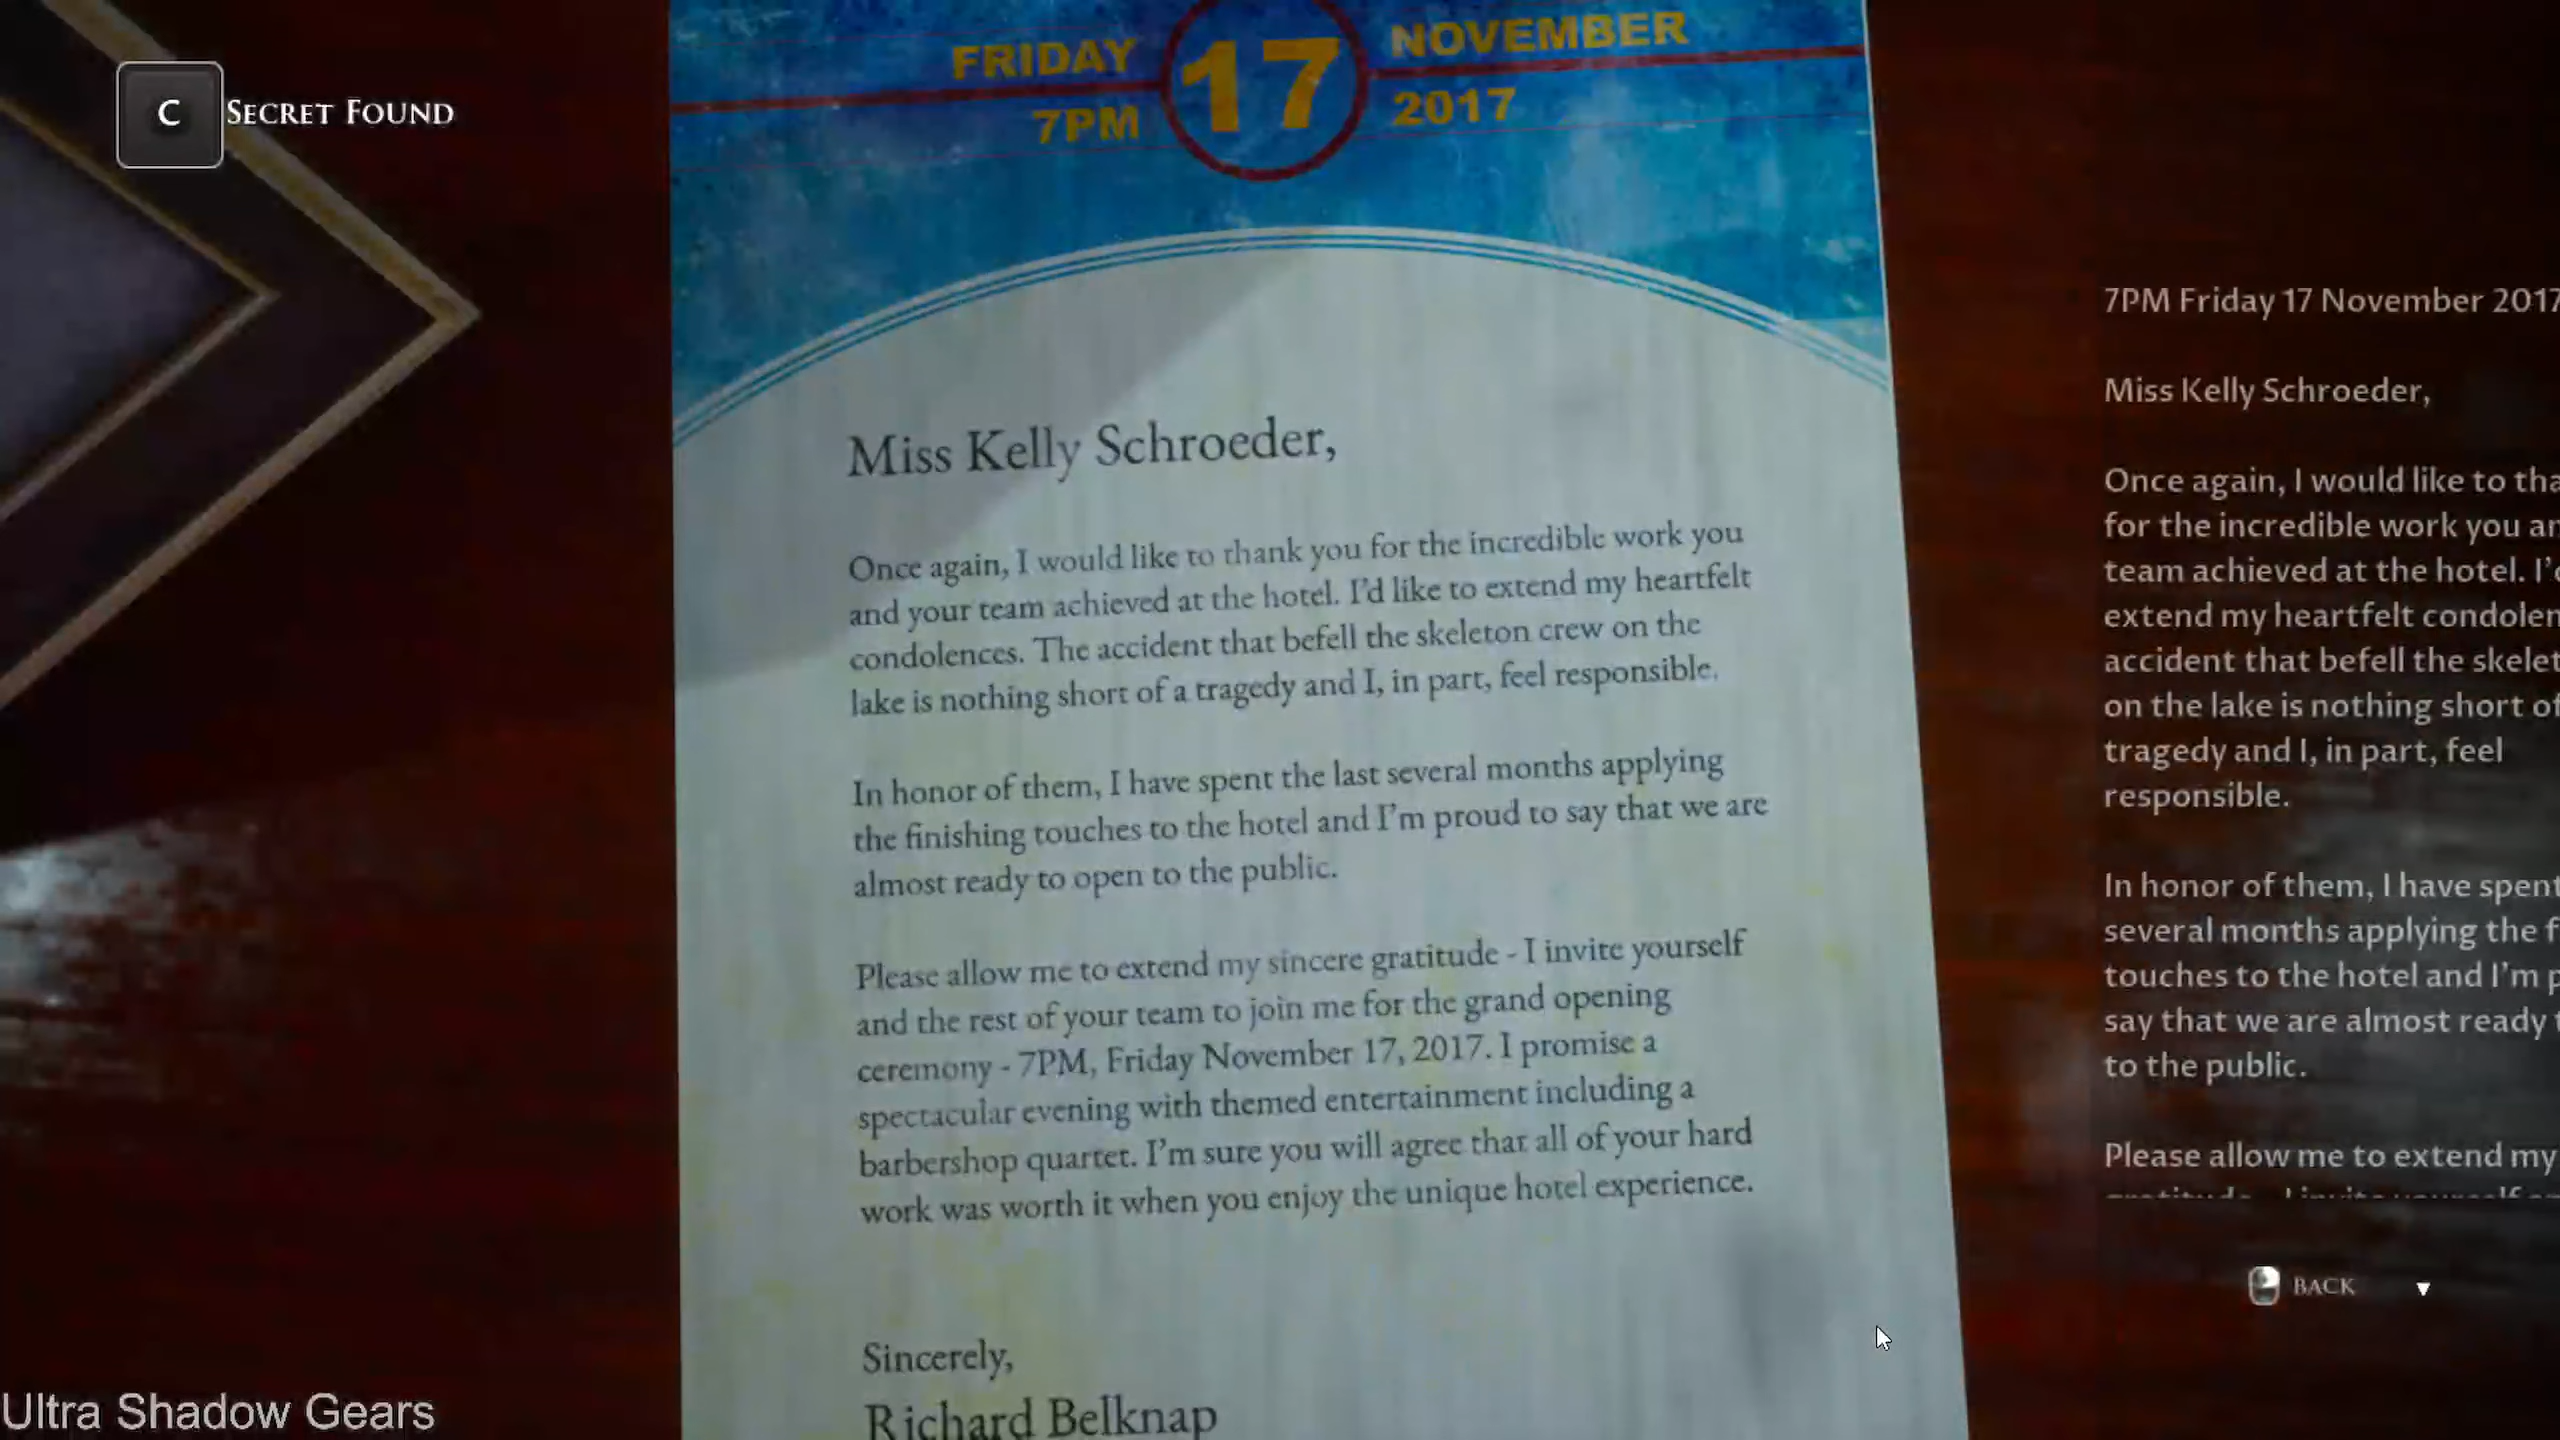 C SECRET FOUND
FRIDAY 17 NOVEMBER
7PM 2017
Miss Kelly Schroeder,
Once again, I would like to thank you for the incredible work you
and your team achieved at the hotel. I'd like to extend my heartfelt
condolences. The accident that befell the skeleton crew on the
lake is nothing short of a tragedy and I, in part, feel responsible.
In honor of them, I have spent the last several months applying
the finishing touches to the hotel and I'm proud to say that we are
almost ready to open to the public.
Please allow me to extend my sincere gratitude - I invite yourself
and the rest of your team to join me for the grand opening
ceremony - 7PM, Friday November 17, 2017. I promise a
spectacular evening with themed entertainment including a
barbershop quartet. I'm sure you will agree that all of your hard
work was worth it when you enjoy the unique hotel experience.
Sincerely,
Richard Belknap
7PM Friday 17 November 2017
Miss Kelly Schroeder,
Once again, I would like to tha
for the incredible work you an
team achieved at the hotel. I'd
extend my heartfelt condolen
accident that befell the skelet
on the lake is nothing short of
tragedy and I, in part, feel
responsible.
In honor of them, I have spent
several months applying the f
touches to the hotel and I'm p
say that we are almost ready t
to the public.
Please allow me to extend my
BACK
Ultra Shadow Gears